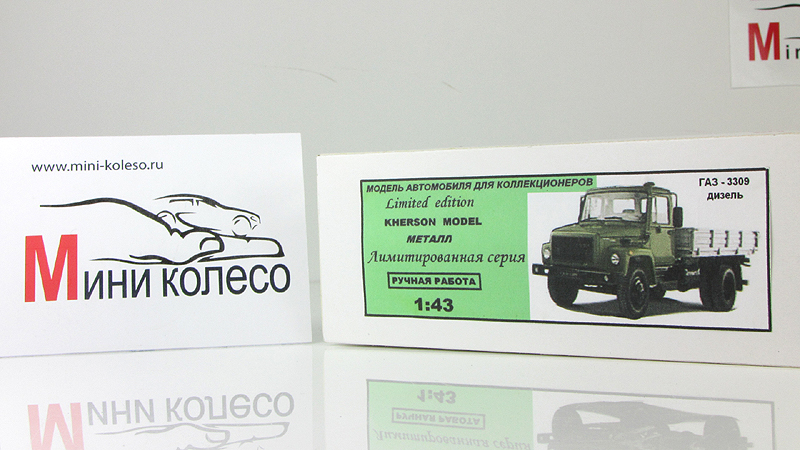 www.mini-koleso.ru
Мини колесо
МОДЕЛЬ АВТОМОБИЛЯ ДЛЯ КОЛЛЕКЦИОНЕРОВ
Limited edition
KHERSON MODEL
МЕТАЛЛ
Лимитированная серия
РУЧНАЯ РАБОТА
1:43
ГАЗ - 3309
дизель